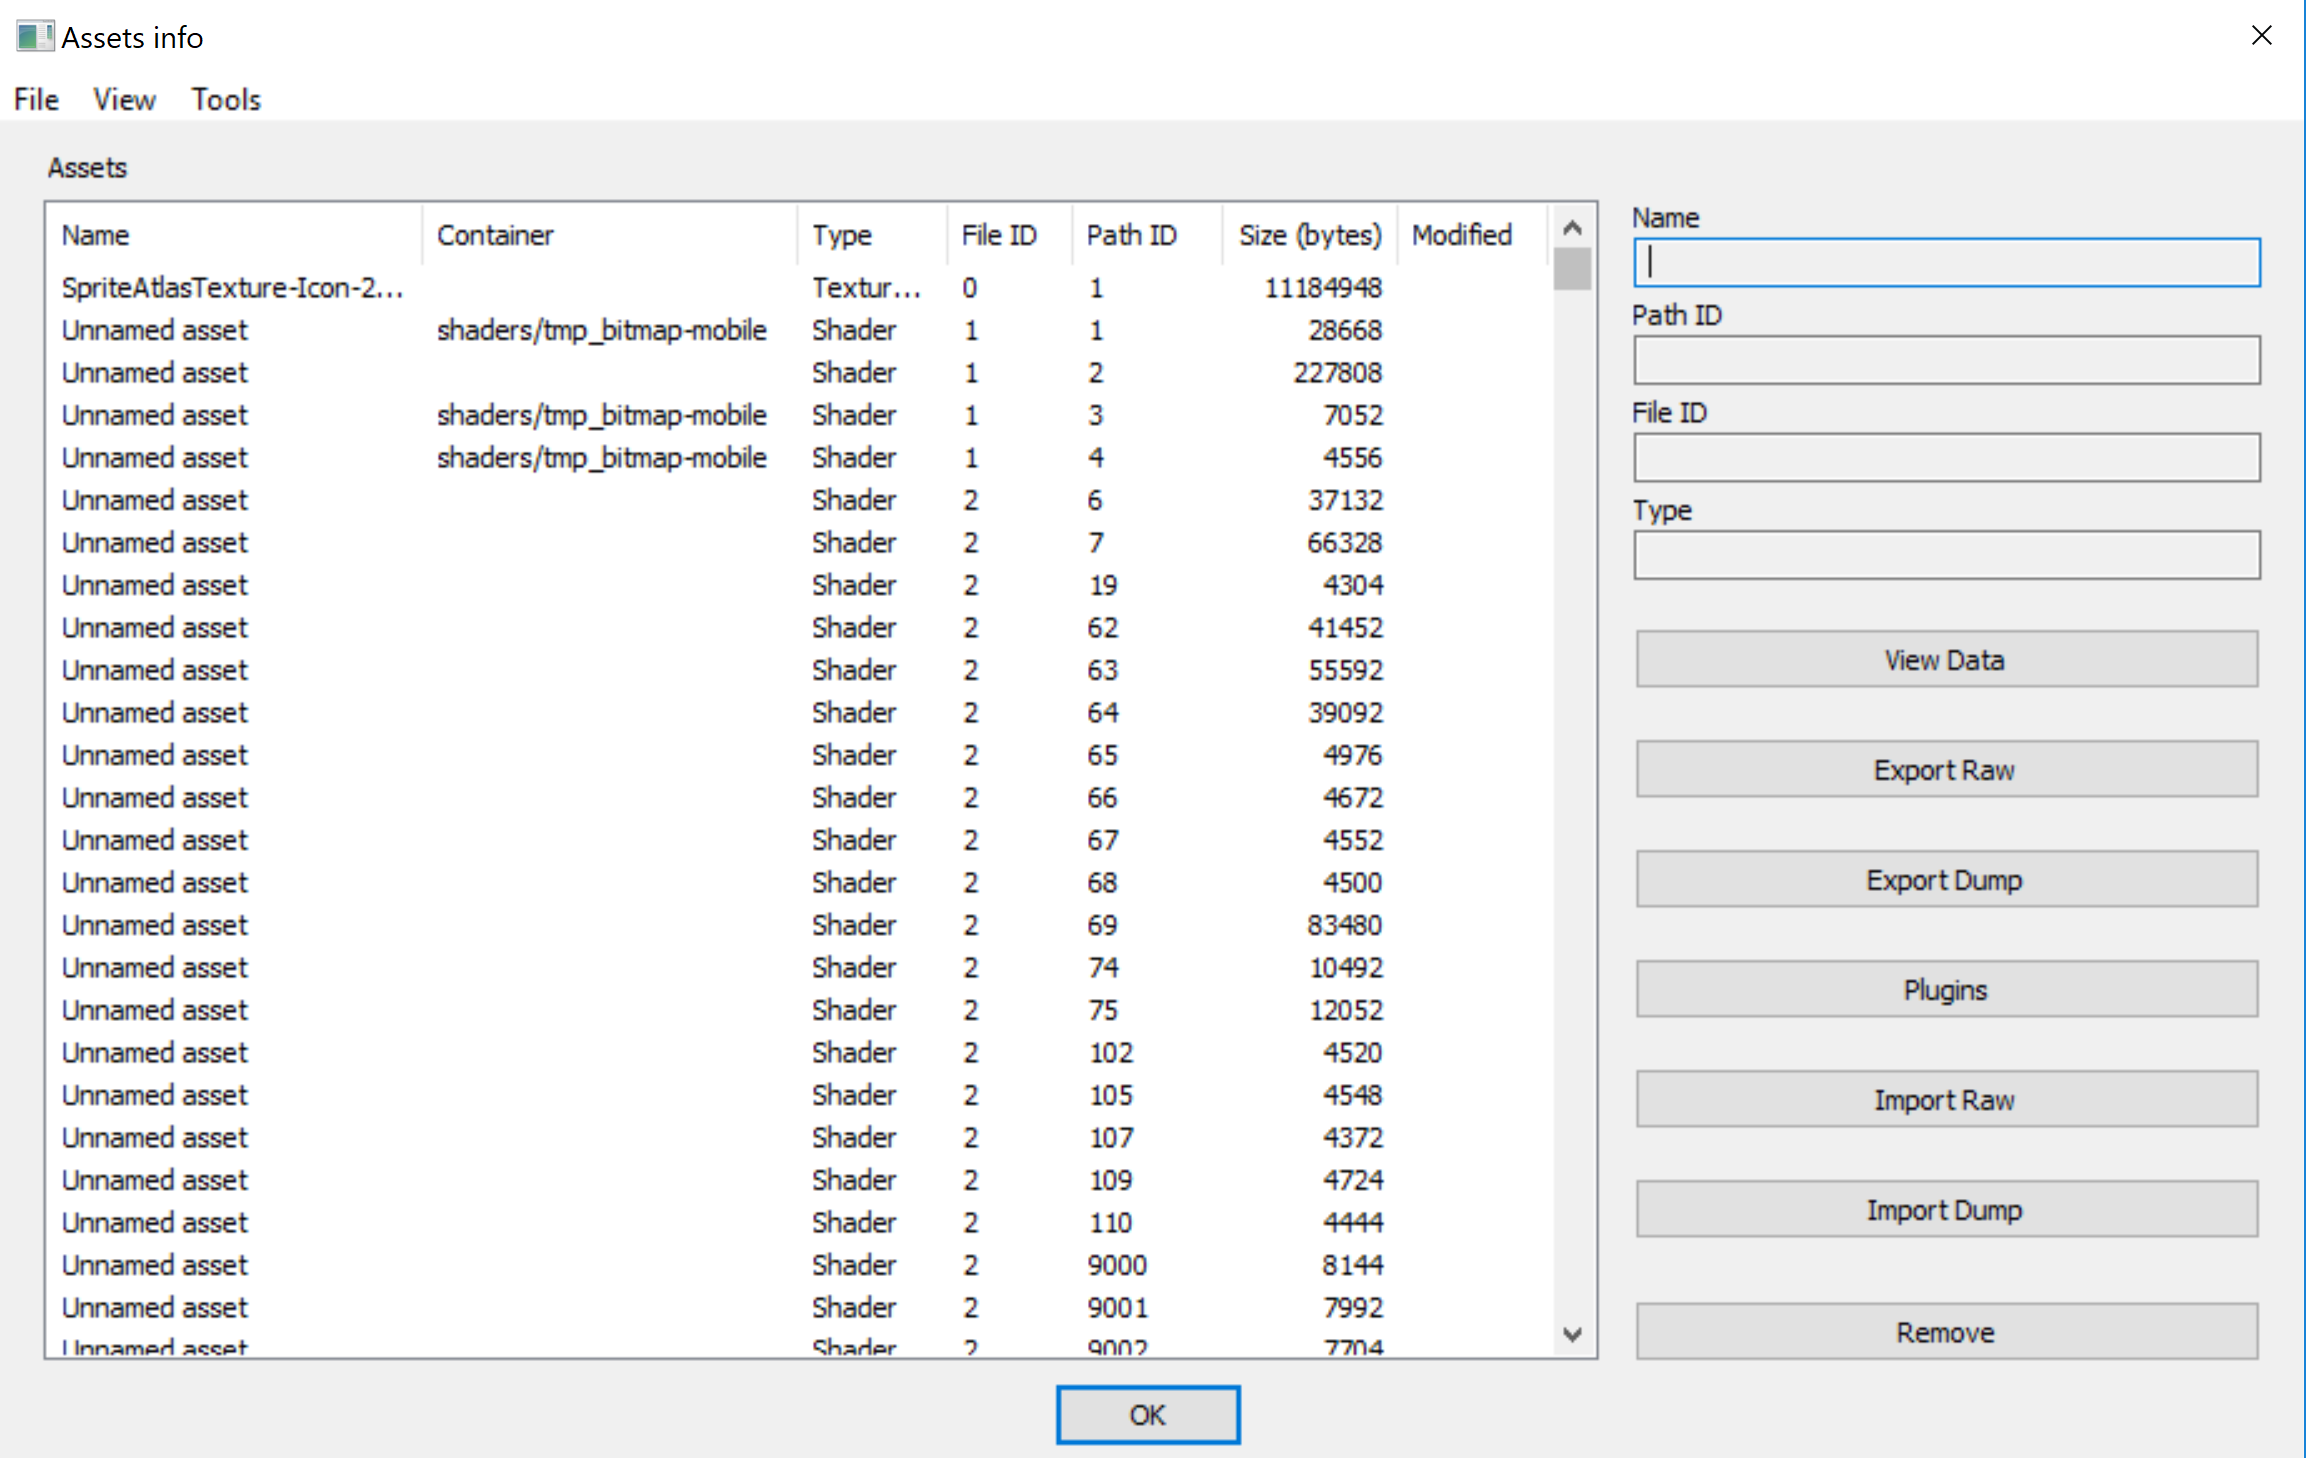 Assets info
File View Tools
Assets
Name Container Type File ID Path ID Size (bytes) Modified
SpriteAtlasTexture-Icon-2... Textur... 0 1 11184948
Unnamed asset shaders/tmp_bitmap-mobile Shader 1 1 28668
Unnamed asset Shader 1 2 227808
Unnamed asset shaders/tmp_bitmap-mobile Shader 1 3 7052
Unnamed asset shaders/tmp_bitmap-mobile Shader 1 4 4556
Unnamed asset Shader 2 6 37132
Unnamed asset Shader 2 7 66328
Unnamed asset Shader 2 19 4304
Unnamed asset Shader 2 62 41452
Unnamed asset Shader 2 63 55592
Unnamed asset Shader 2 64 39092
Unnamed asset Shader 2 65 4976
Unnamed asset Shader 2 66 4672
Unnamed asset Shader 2 67 4552
Unnamed asset Shader 2 68 4500
Unnamed asset Shader 2 69 83480
Unnamed asset Shader 2 74 10492
Unnamed asset Shader 2 75 12052
Unnamed asset Shader 2 102 4520
Unnamed asset Shader 2 105 4548
Unnamed asset Shader 2 107 4372
Unnamed asset Shader 2 109 4724
Unnamed asset Shader 2 110 4444
Unnamed asset Shader 2 9000 8144
Unnamed asset Shader 2 9001 7992
Unnamed asset Shader 2 9002 7704
Name
Path ID
File ID
Type
View Data
Export Raw
Export Dump
Plugins
Import Raw
Import Dump
Remove
OK